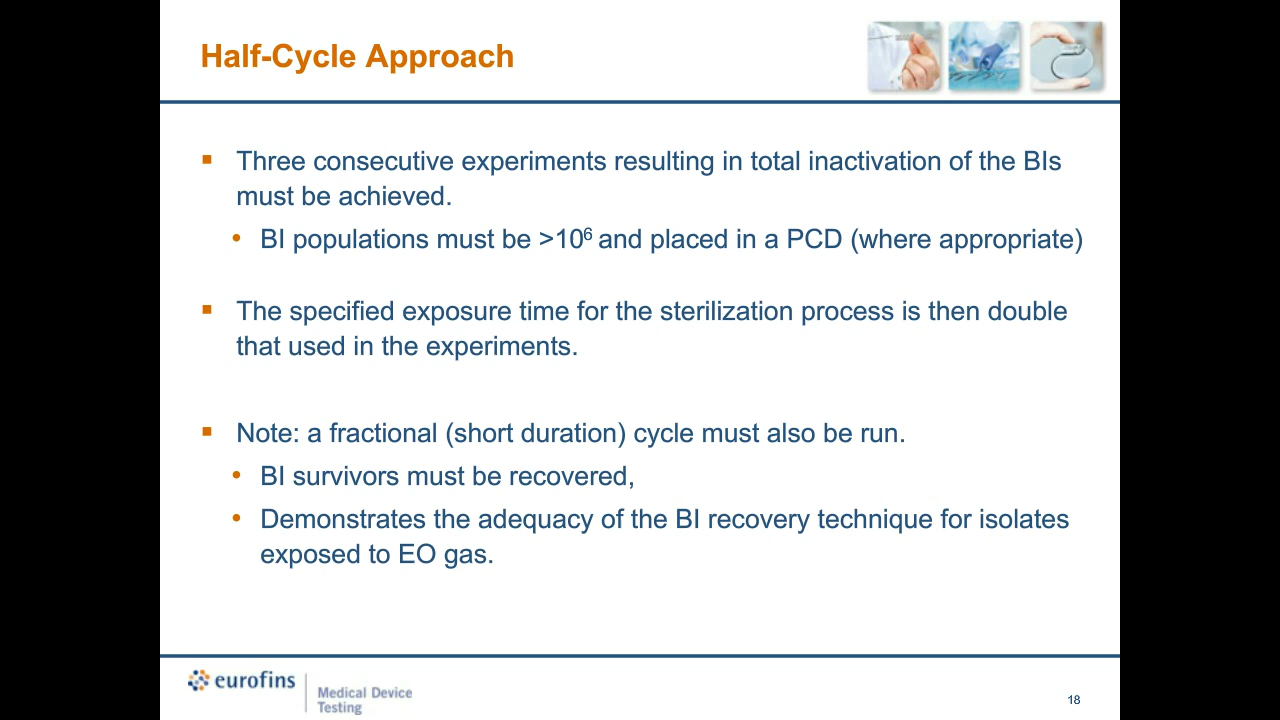 Half-Cycle Approach
▪ Three consecutive experiments resulting in total inactivation of the BIs
must be achieved.
• BI populations must be >10⁶ and placed in a PCD (where appropriate)
▪ The specified exposure time for the sterilization process is then double
that used in the experiments.
▪ Note: a fractional (short duration) cycle must also be run.
• BI survivors must be recovered,
• Demonstrates the adequacy of the BI recovery technique for isolates
exposed to EO gas.
eurofins
Medical Device
Testing
18